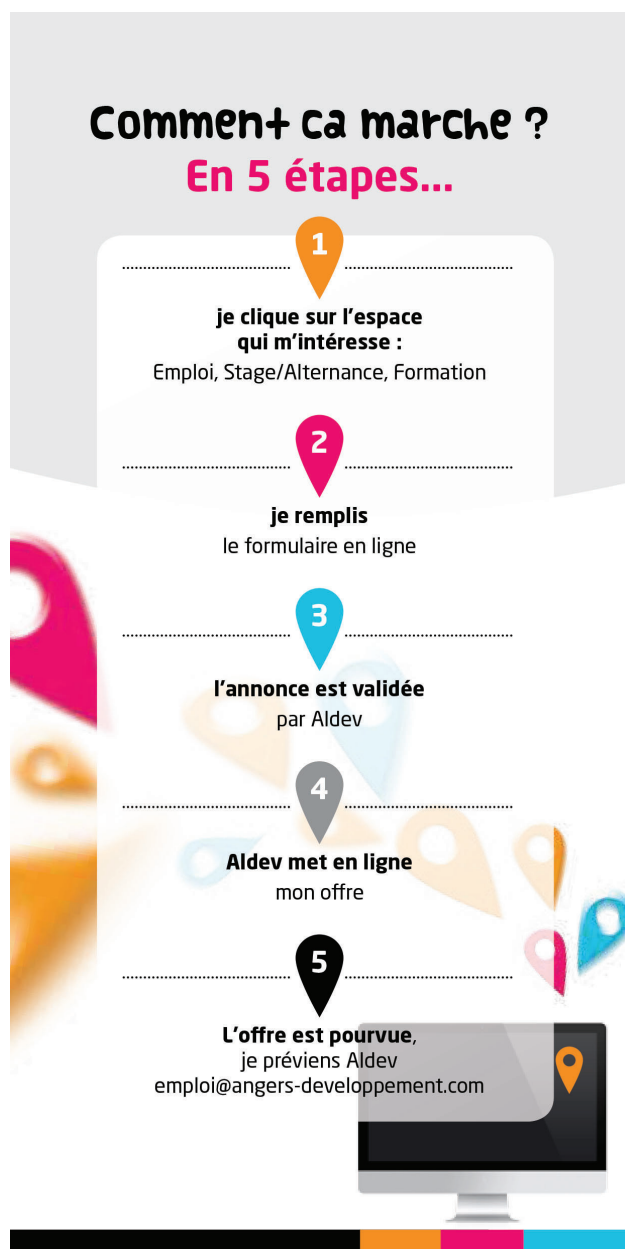 Comment ca marche ?
En 5 étapes...
1
je clique sur l'espace
qui m'intéresse :
Emploi, Stage/Alternance, Formation
2
je remplis
le formulaire en ligne
3
l'annonce est validée
par Aldev
4
Aldev met en ligne
mon offre
5
L'offre est pourvue,
je préviens Aldev
emploi@angers-developpement.com